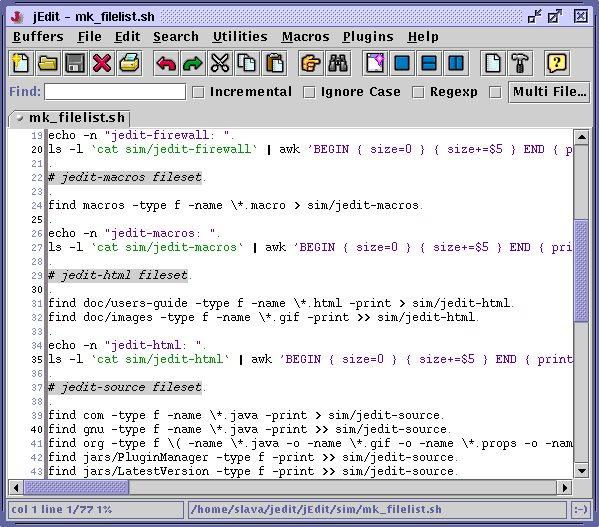 jEdit - mk_filelist.sh
Buffers File Edit Search Utilities Macros Plugins Help
Find: Incremental Ignore Case Regexp Multi File...
mk_filelist.sh
19 echo -n "jedit-firewall: ".
20 ls -l `cat sim/jedit-firewall` | awk 'BEGIN { size=0 } { size+=$5 } END { p
21 .
22 # jedit-macros fileset.
23 .
24 find macros -type f -name \*.macro > sim/jedit-macros.
25 .
26 echo -n "jedit-macros: ".
27 ls -l `cat sim/jedit-macros` | awk 'BEGIN { size=0 } { size+=$5 } END { prin
28 .
29 # jedit-html fileset.
30 .
31 find doc/users-guide -type f -name \*.html -print > sim/jedit-html.
32 find doc/images -type f -name \*.gif -print >> sim/jedit-html.
33 .
34 echo -n "jedit-html: ".
35 ls -l `cat sim/jedit-html` | awk 'BEGIN { size=0 } { size+=$5 } END { print
36 .
37 # jedit-source fileset.
38 .
39 find com -type f -name \*.java -print > sim/jedit-source.
40 find gnu -type f -name \*.java -print >> sim/jedit-source.
41 find org -type f \( -name \*.java -o -name \*.gif -o -name \*.props -o -nam
42 find jars/PluginManager -type f -print >> sim/jedit-source.
43 find jars/LatestVersion -type f -print >> sim/jedit-source.
col 1 line 1/77 1% /home/slava/jedit/jEdit/sim/mk_filelist.sh :-)